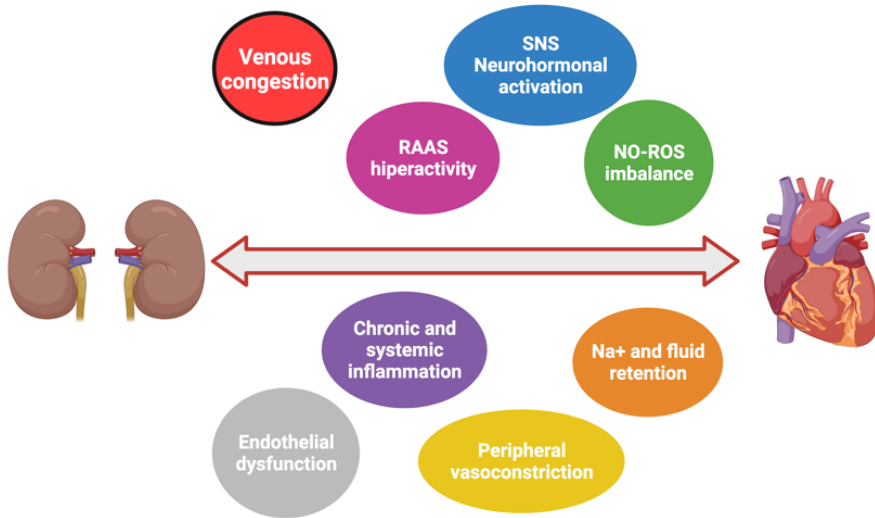 Venous
congestion
SNS
Neurohormonal
activation
RAAS
hiperactivity
NO-ROS
imbalance
Chronic and
systemic
inflammation
Na+ and fluid
retention
Endothelial
dysfunction
Peripheral
vasoconstriction